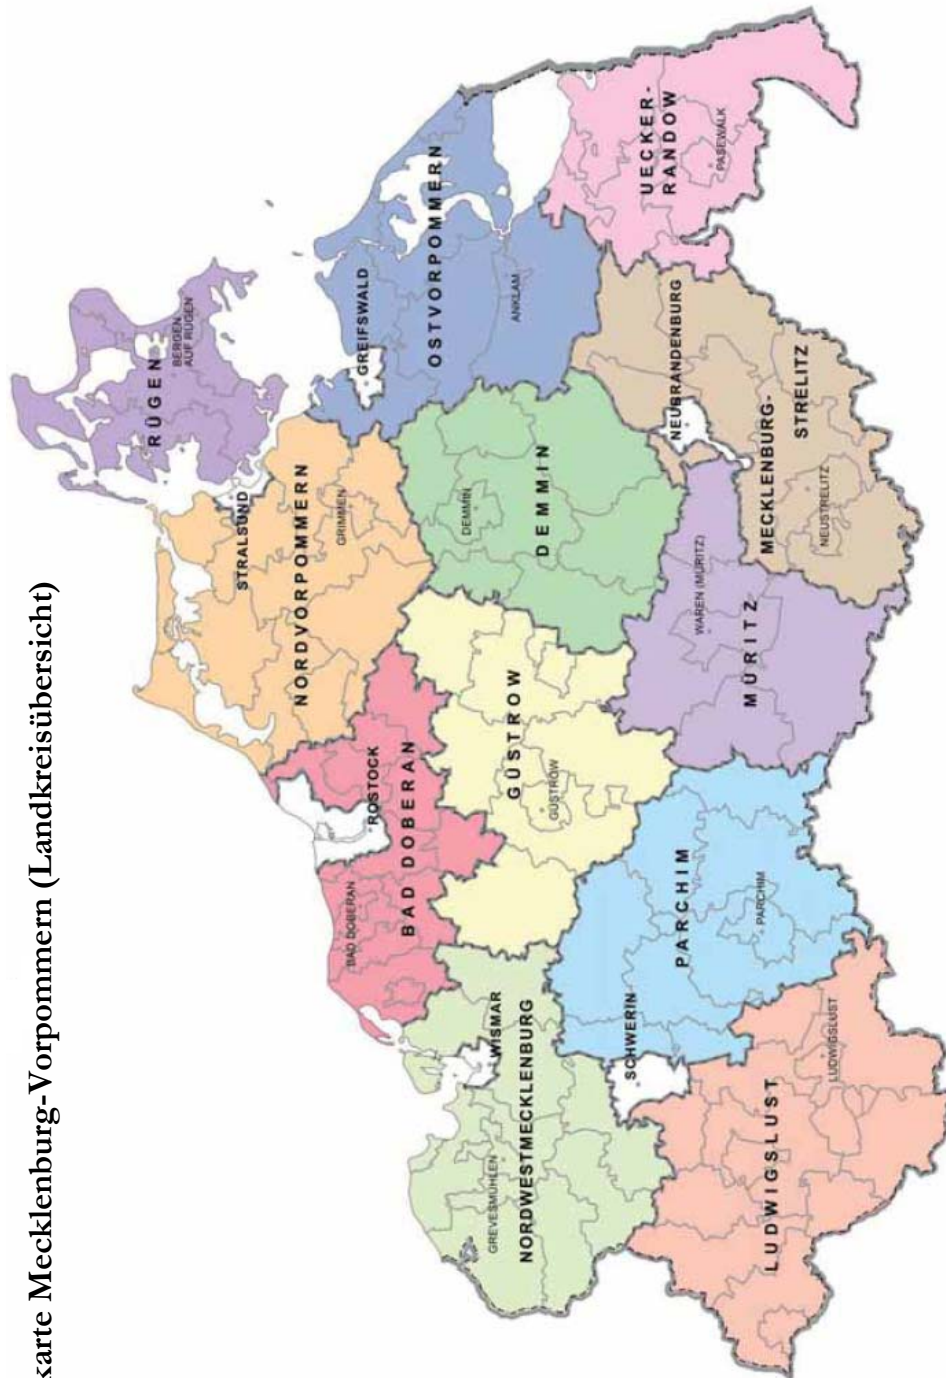 karte Mecklenburg-Vorpommern (Landkreisübersicht)
RÜGEN
BERGEN
AUF RÜGEN
STRALSUND
NORDVORPOMMERN
GRIMMEN
GREIFSWALD
OSTVORPOMMERN
ANKLAM
BAD DOBERAN
ROSTOCK
BAD DOBERAN
DEMMIN
DEMMIN
WISMAR
GREVESMÜHLEN
NORDWESTMECKLENBURG
GÜSTROW
GÜSTROW
UECKER-
RANDOW
PASEWALK
SCHWERIN
PARCHIM
PARCHIM
WAREN (MÜRITZ)
MÜRITZ
NEUBRANDENBURG
MECKLENBURG-
STRELITZ
NEUSTRELITZ
LUDWIGSLUST
LUDWIGSLUST